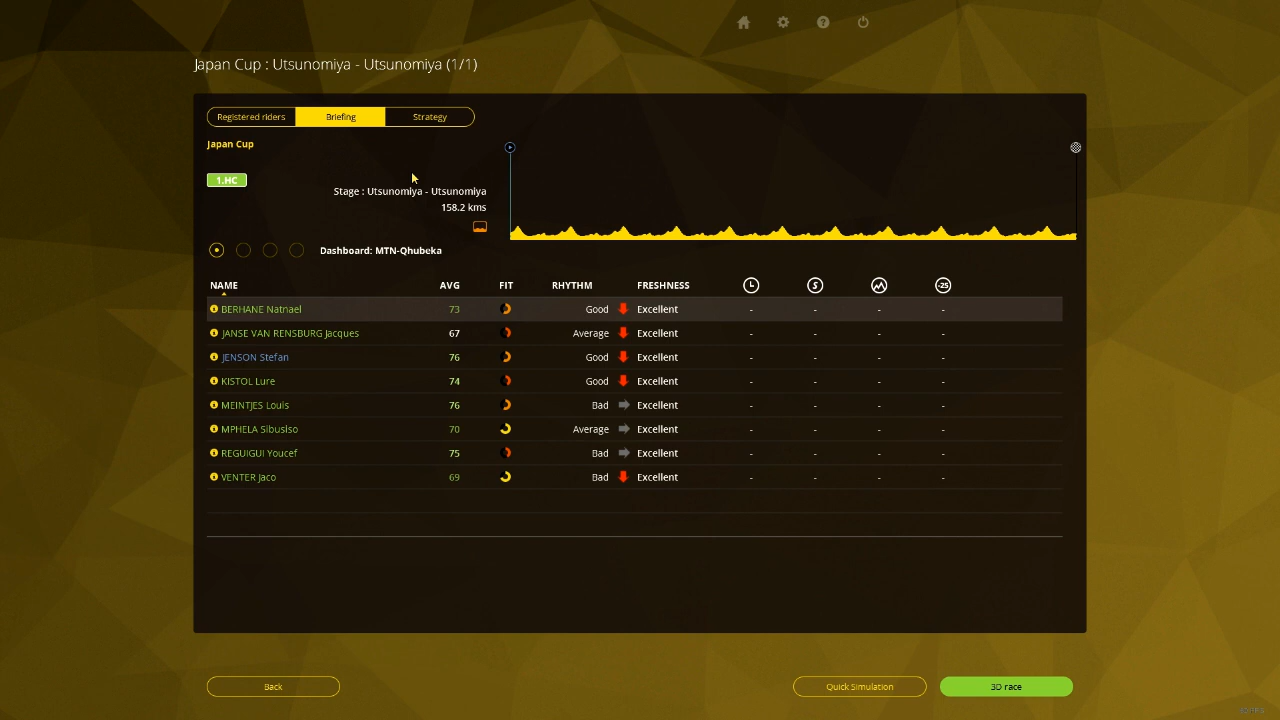 Japan Cup : Utsunomiya - Utsunomiya (1/1)
Registered riders Briefing Strategy
Japan Cup
1.HC
Stage : Utsunomiya - Utsunomiya
158.2 kms
Dashboard: MTN-Qhubeka
NAME AVG FIT RHYTHM FRESHNESS S -25
BERHANE Natnael 73 Good Excellent - - - -
JANSE VAN RENSBURG Jacques 67 Average Excellent - - - -
JENSON Stefan 76 Good Excellent - - - -
KISTOL Lure 74 Good Excellent - - - -
MEINTJES Louis 76 Bad Excellent - - - -
MPHELA Sibusiso 70 Average Excellent - - - -
REGUIGUI Youcef 75 Bad Excellent - - - -
VENTER Jaco 69 Bad Excellent - - - -
Back Quick Simulation 3D race